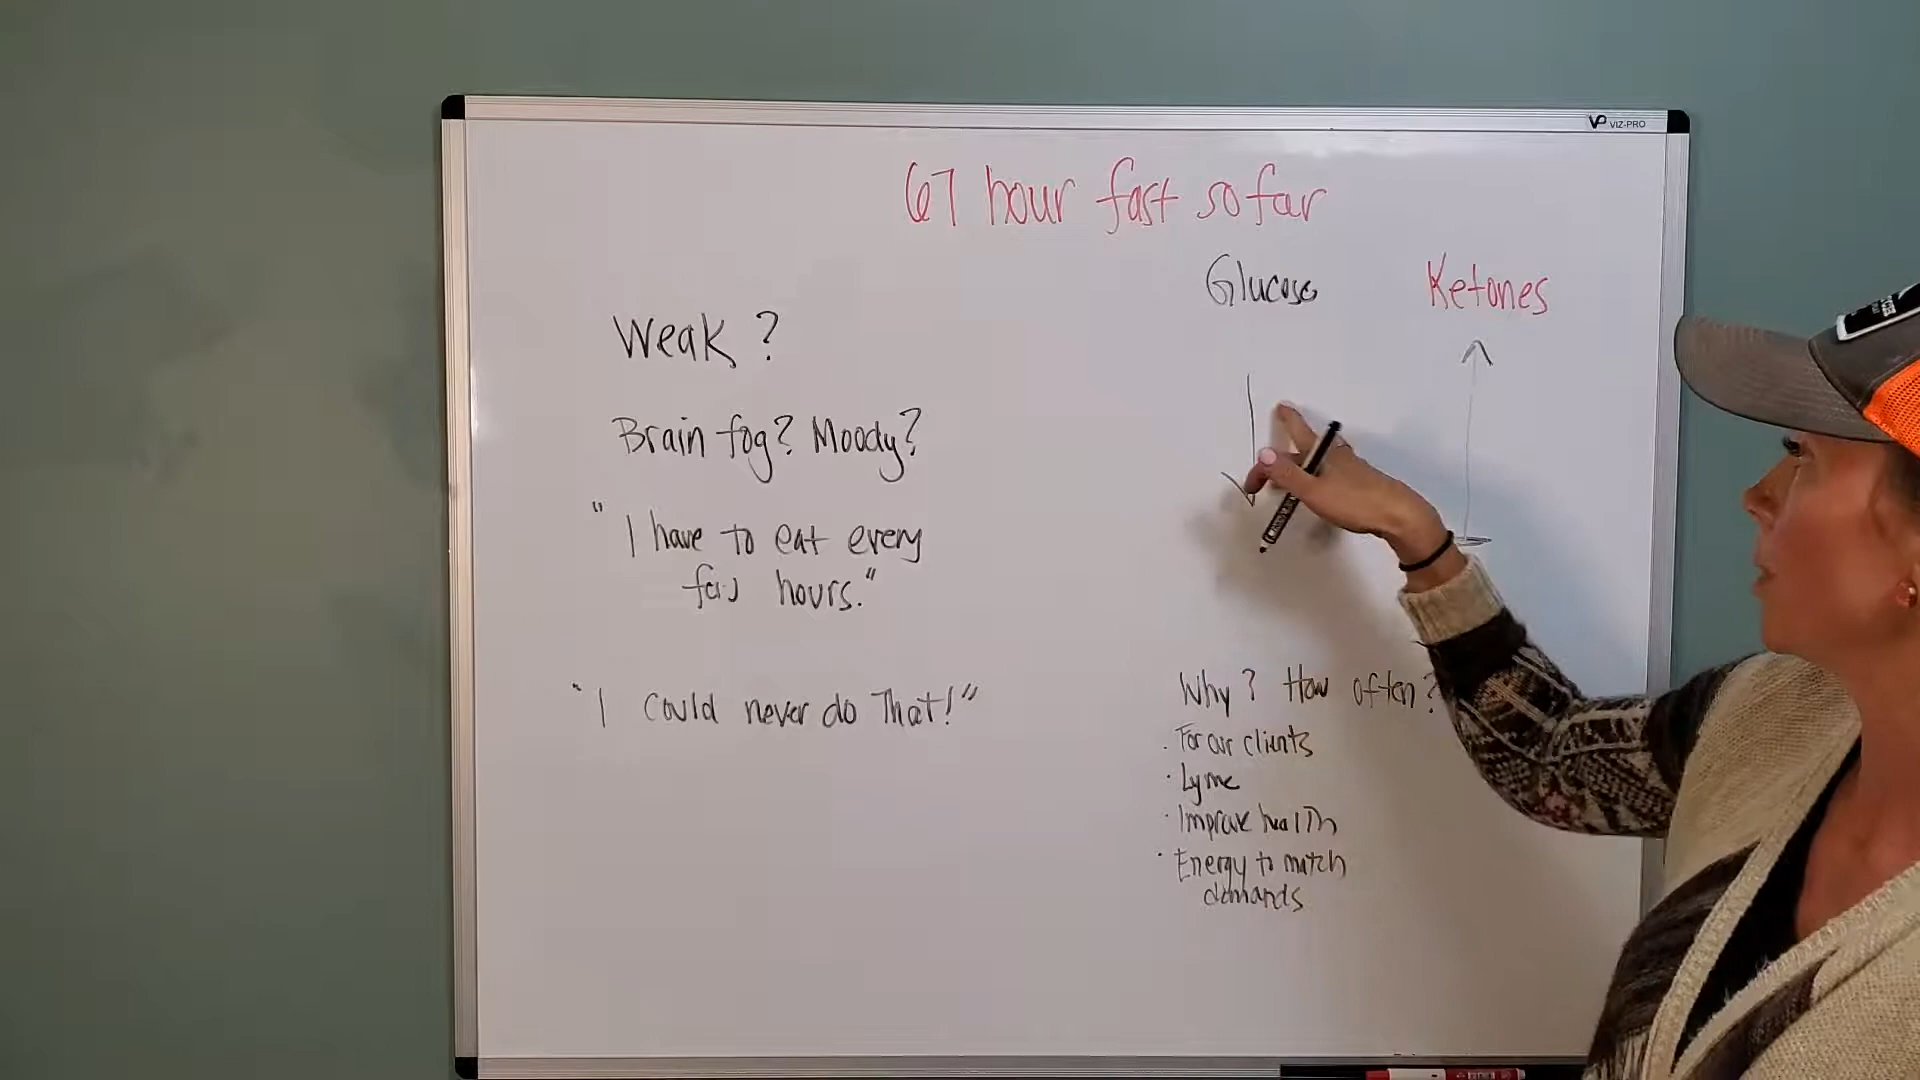 VIZ-PRO
67 hour fast so far
Glucose
Ketones
Weak?
Brain fog? Moody?
"I have to eat every
few hours."
"I could never do That!"
Why? How often?
· For our clients
· Lyme
· Improve health
· Energy to match
demands